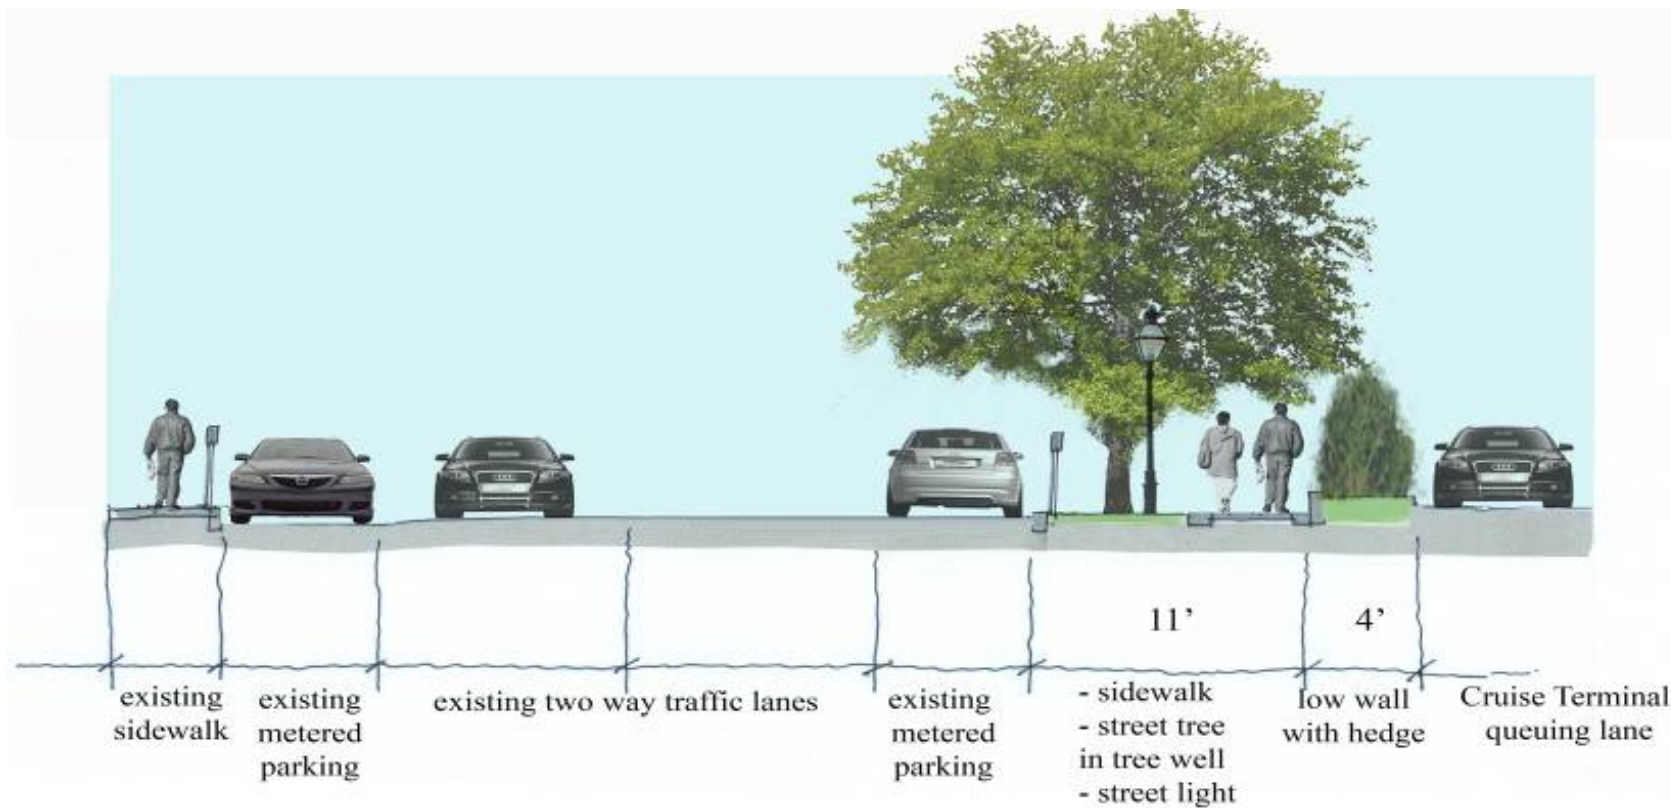 11’
4’
existing
sidewalk
existing
metered
parking
existing two way traffic lanes
existing
metered
parking
- sidewalk
- street tree
in tree well
- street light
low wall
with hedge
Cruise Terminal
queuing lane